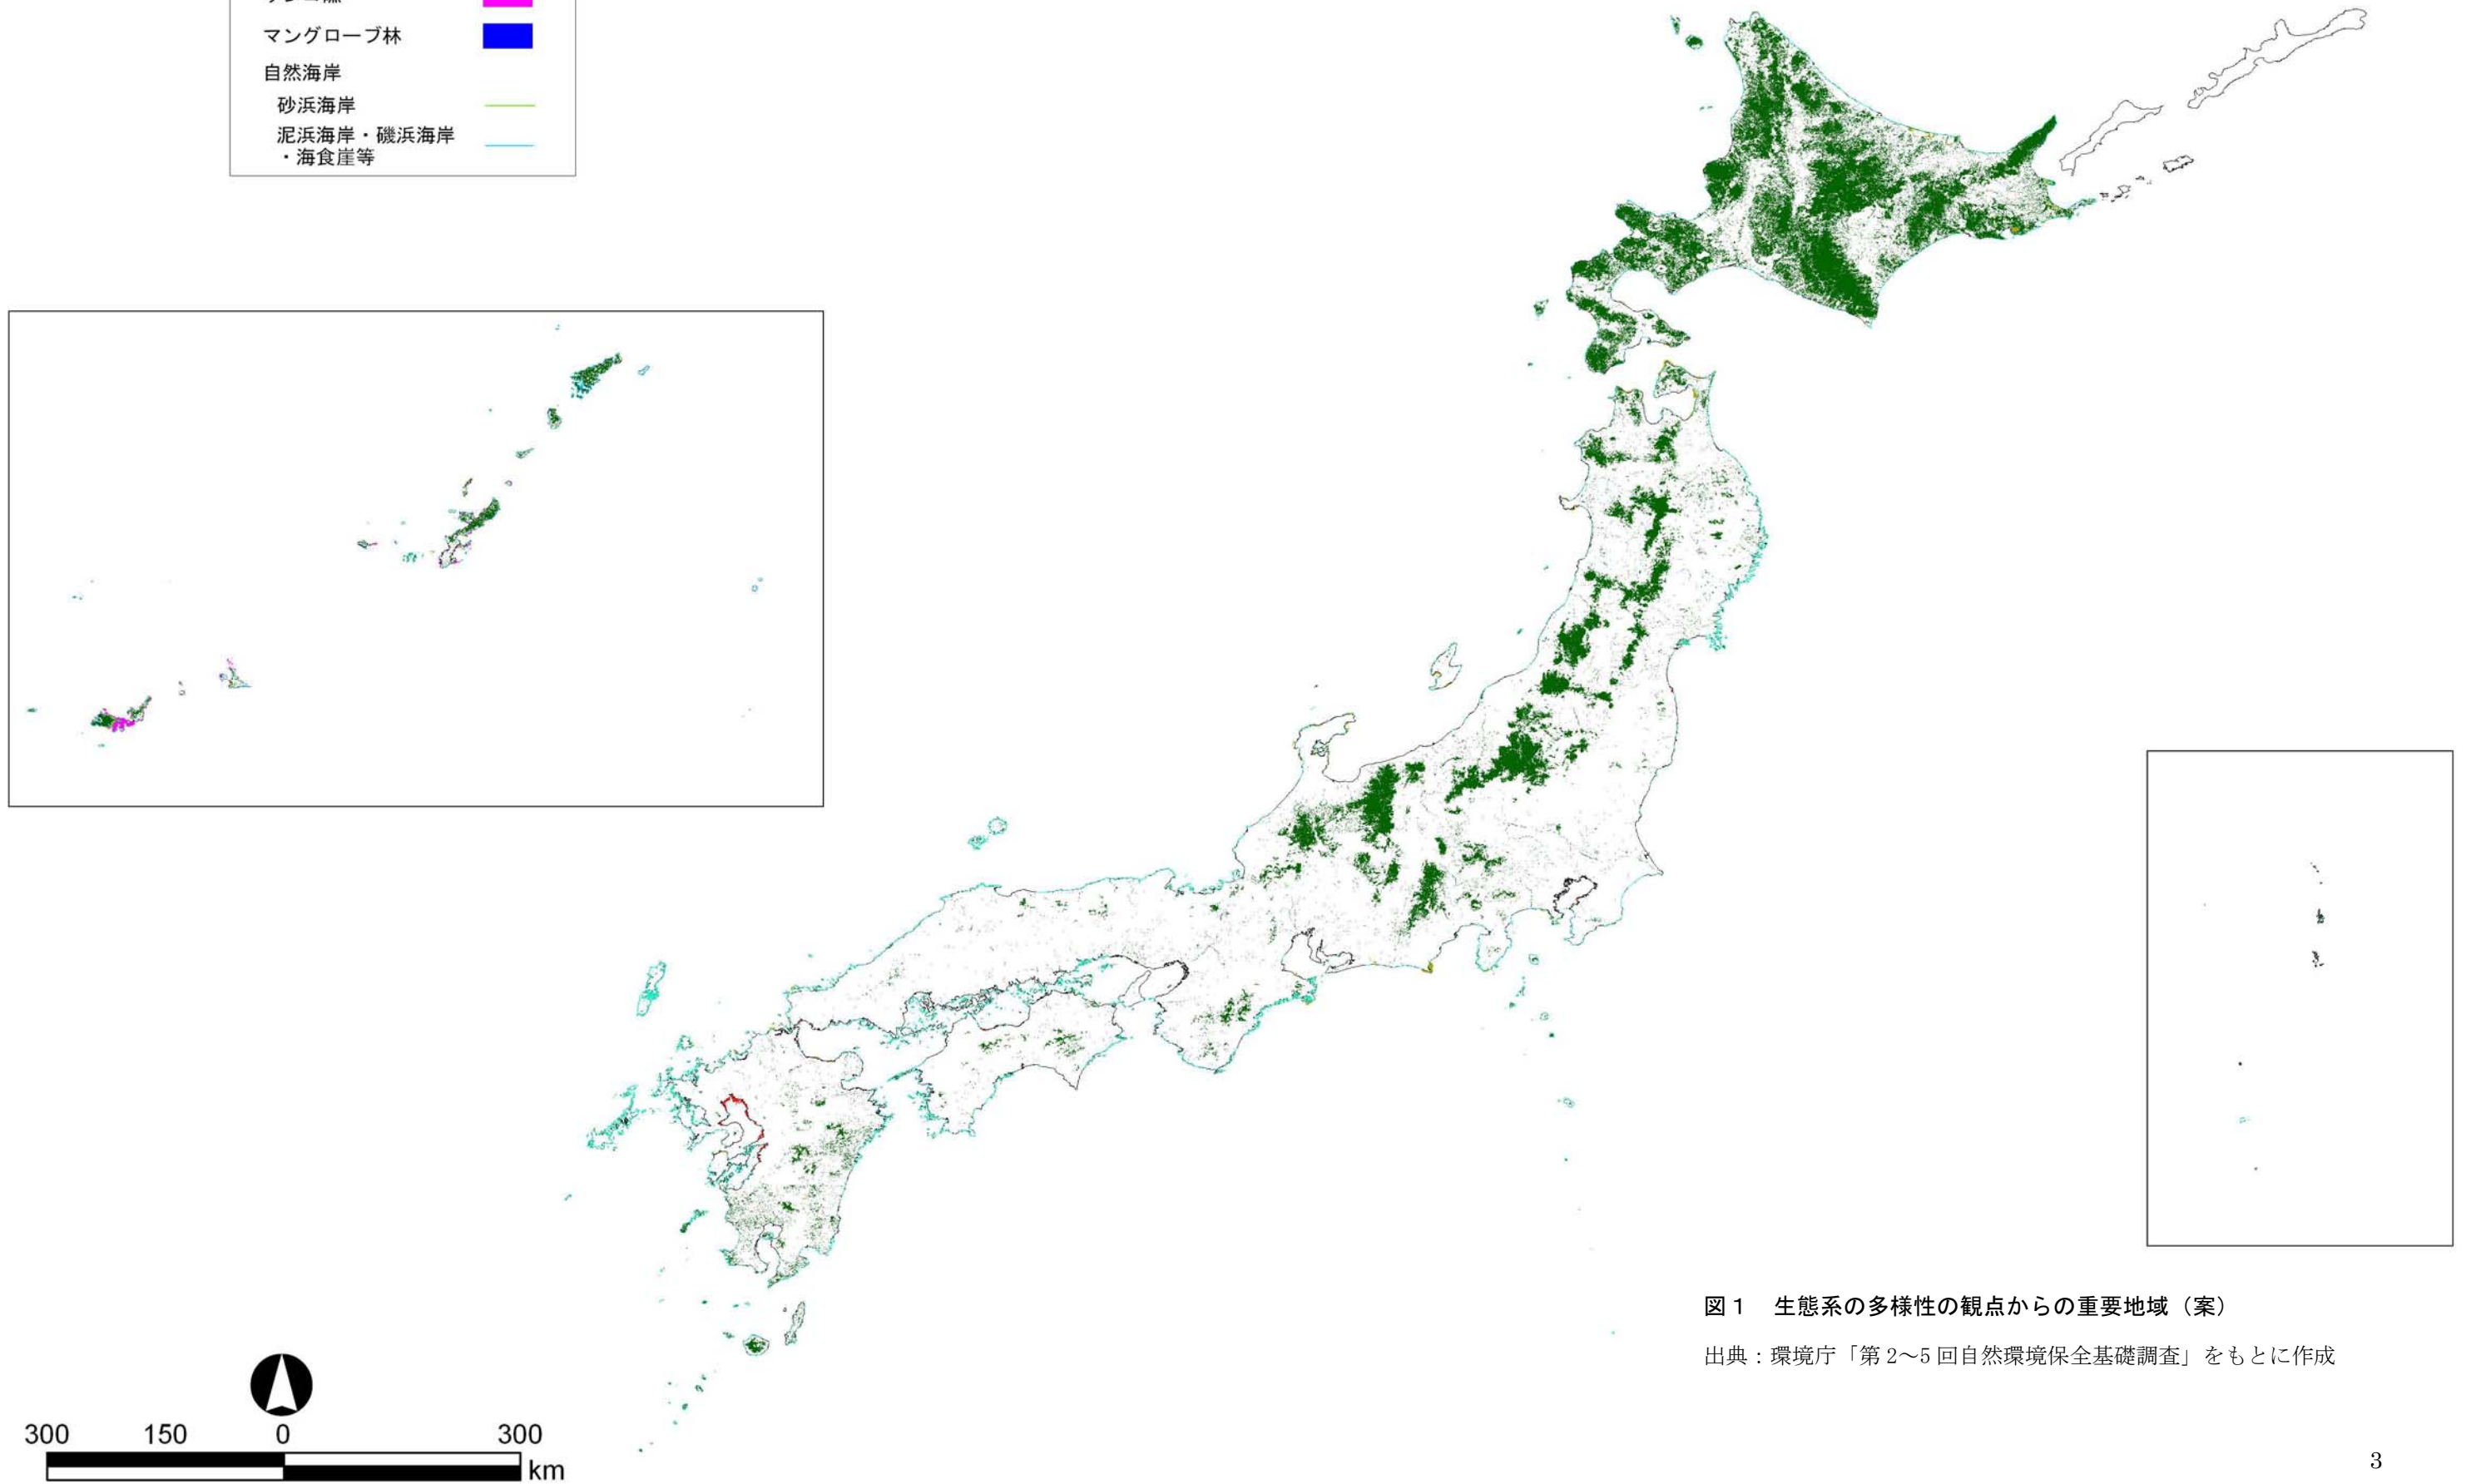 マングローブ林
自然海岸
砂浜海岸
泥浜海岸・磯浜海岸
・海食崖等
図1 生態系の多様性の観点からの重要地域（案）
出典：環境庁「第2～5回自然環境保全基礎調査」をもとに作成
300 150 0 300
km
3